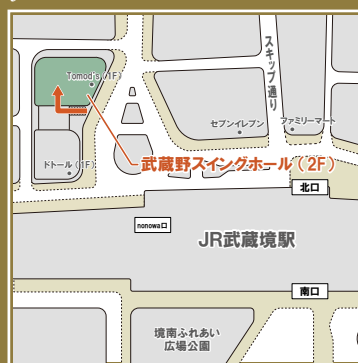 スキップ通り
Tomod's(1F)
セブンイレブン
ファミリーマート
ドトール(1F)
武蔵野スイングホール(2F)
北口
nonowa口
JR武蔵境駅
南口
境南ふれあい
広場公園